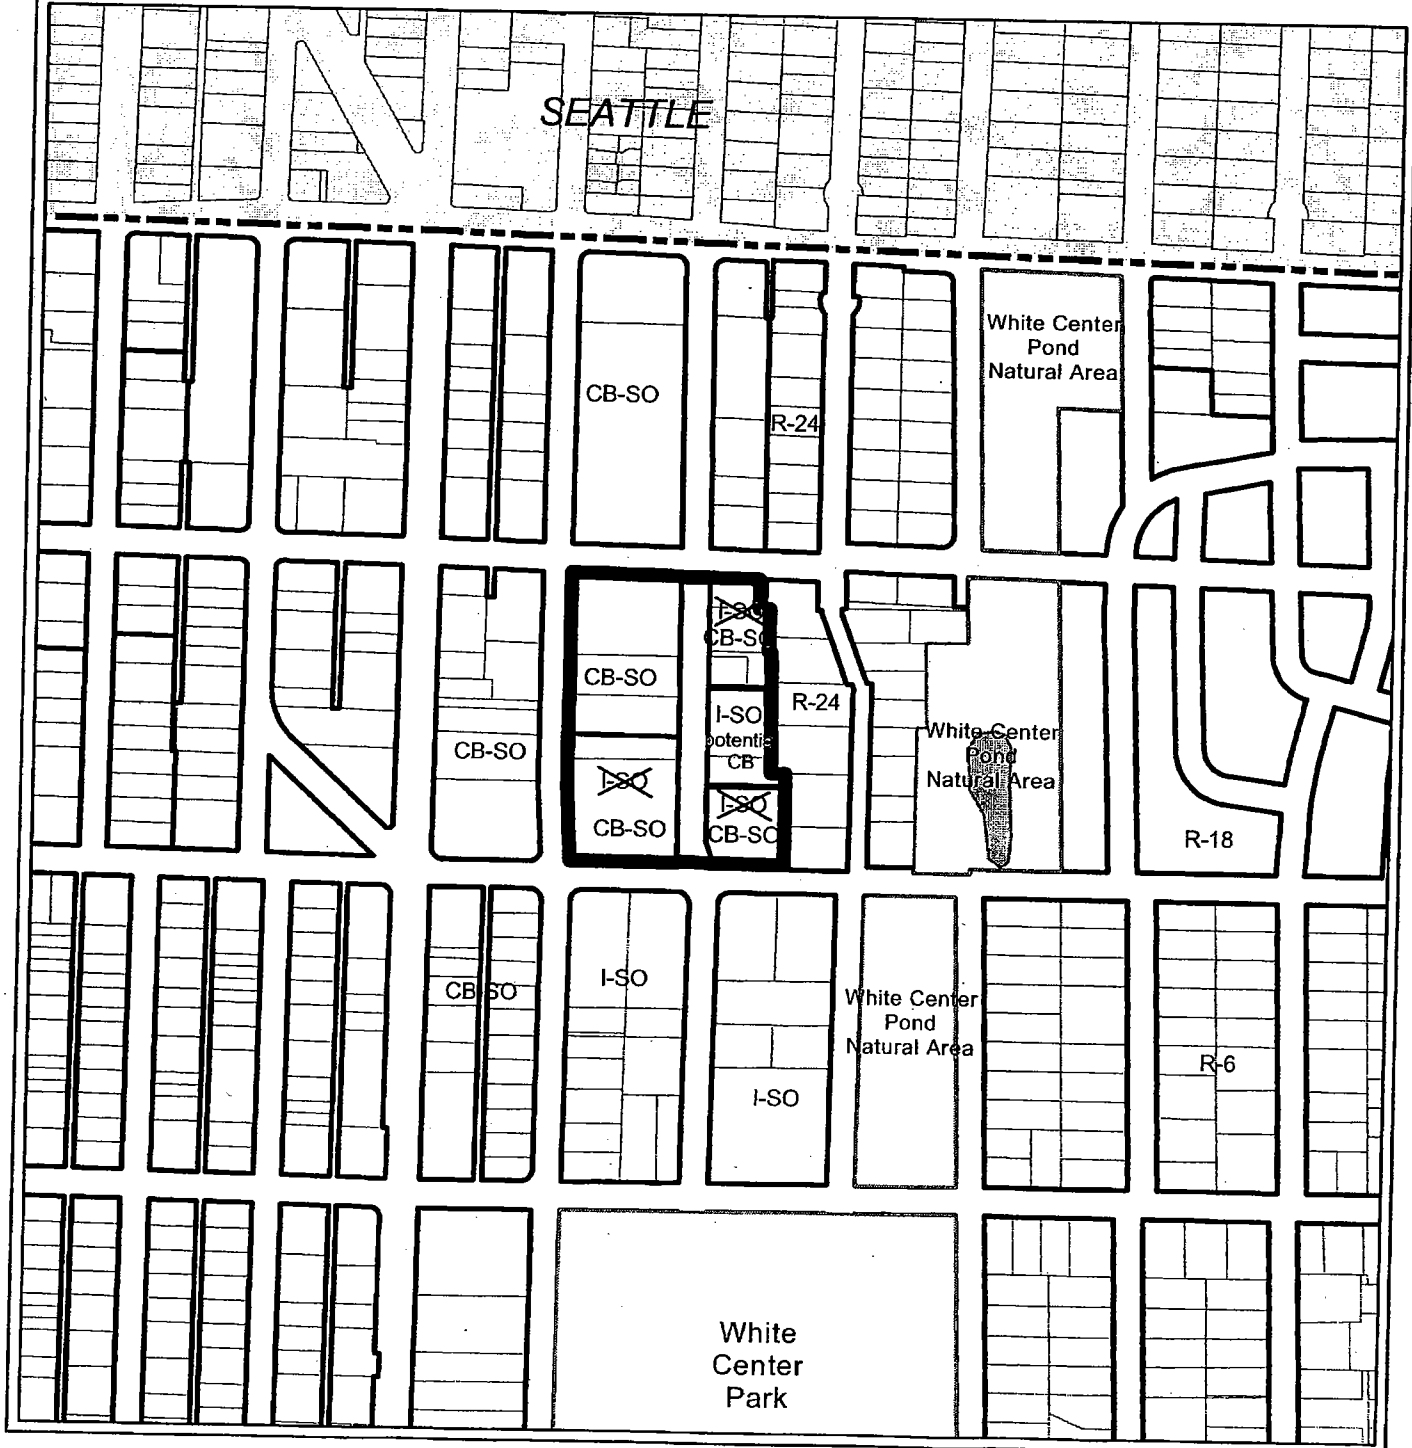 SEATTLE
White Center
Pond
Natural Area
CB-SO
R-24
I-SO
CB-SO
CB-SO
R-24
I-SO
potentia
CB
CB-SO
White Center
Pond
Natural Area
I-SO
CB-SO
I-SO
CB-SO
R-18
CB-SO
I-SO
White Center
Pond
Natural Area
R-6
I-SO
White
Center
Park